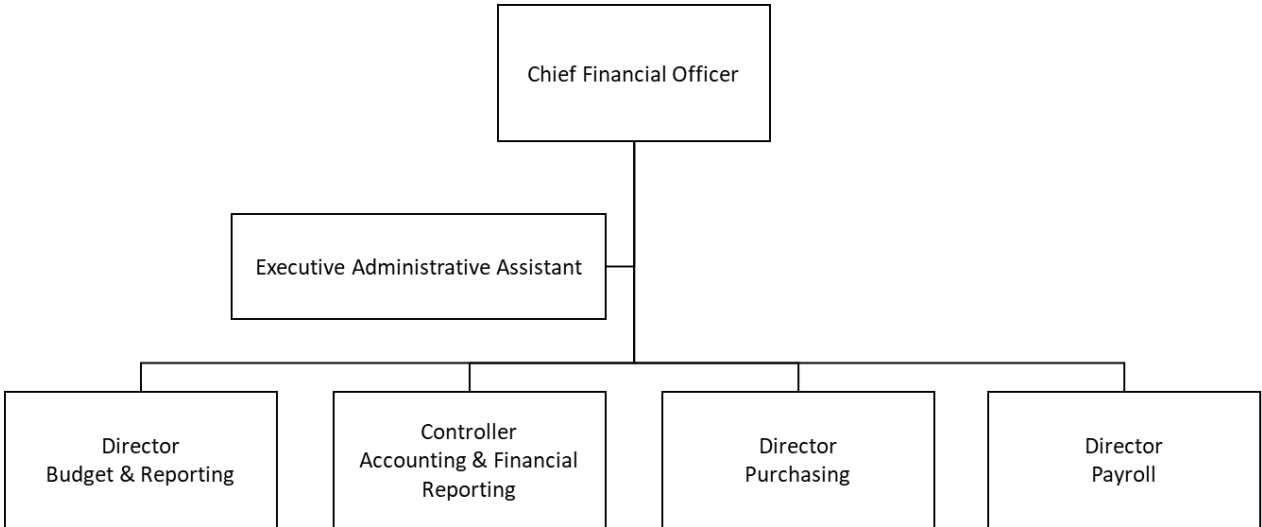 Chief Financial Officer
Executive Administrative Assistant
Director
Budget & Reporting
Controller
Accounting & Financial
Reporting
Director
Purchasing
Director
Payroll